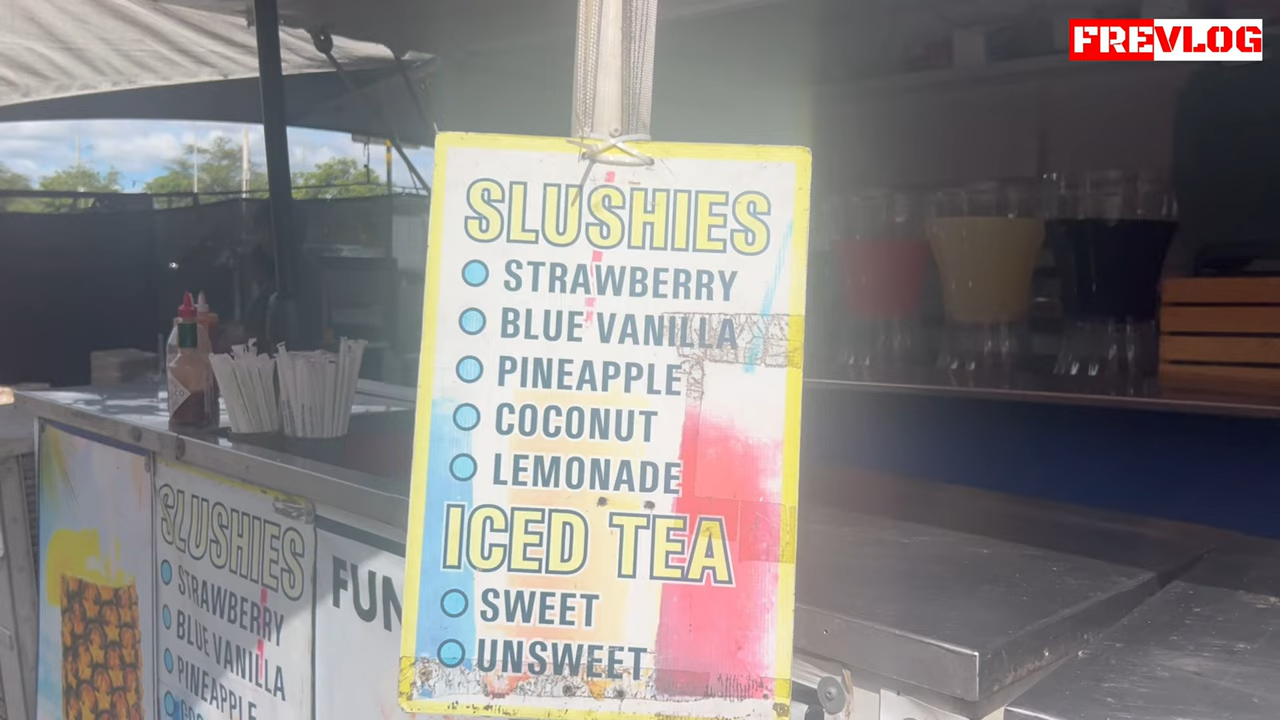 FREVLOG
SLUSHIES
STRAWBERRY
BLUE VANILLA
PINEAPPLE
COCONUT
LEMONADE
ICED TEA
SWEET
UNSWEET
SLUSHIES
STRAWBERRY
BLUE VANILLA
PINEAPPLE
FUN